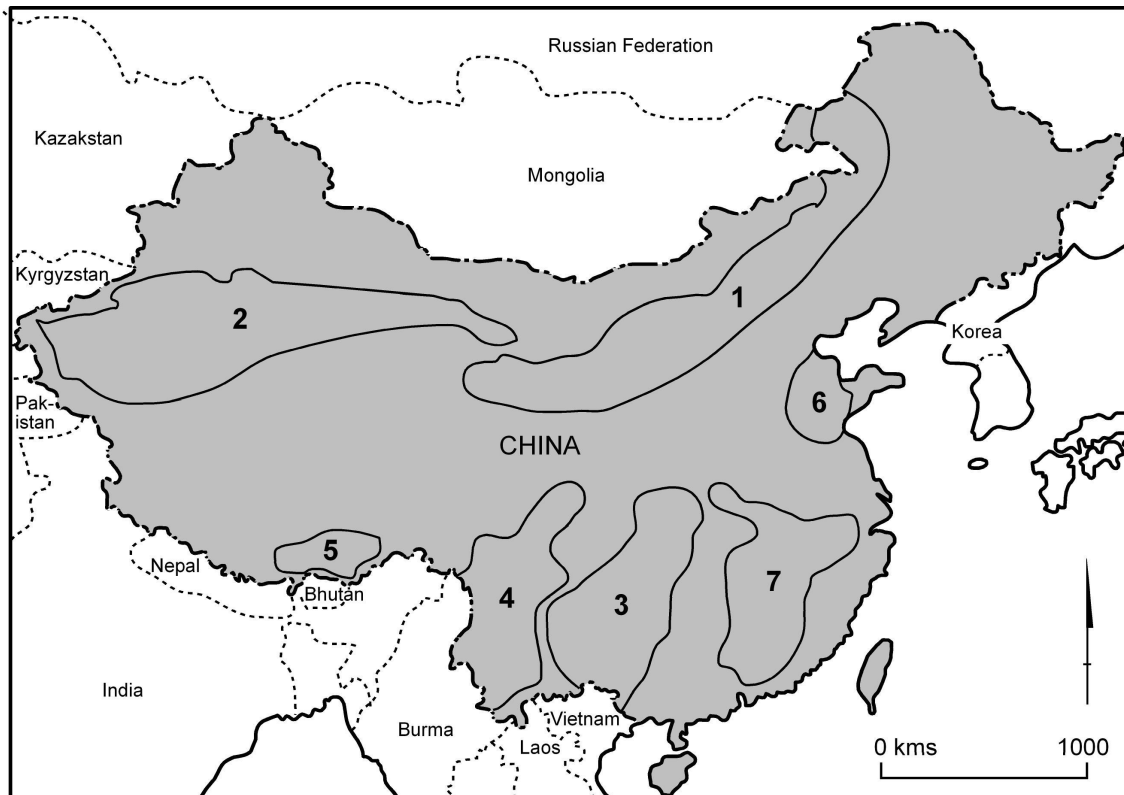 Russian Federation
Kazakstan
Mongolia
Kyrgyzstan
1
2
Korea
Pak-
istan
6
CHINA
5
Nepal
Bhutan
4
3
7
India
Burma
Vietnam
Laos
0 kms 1000